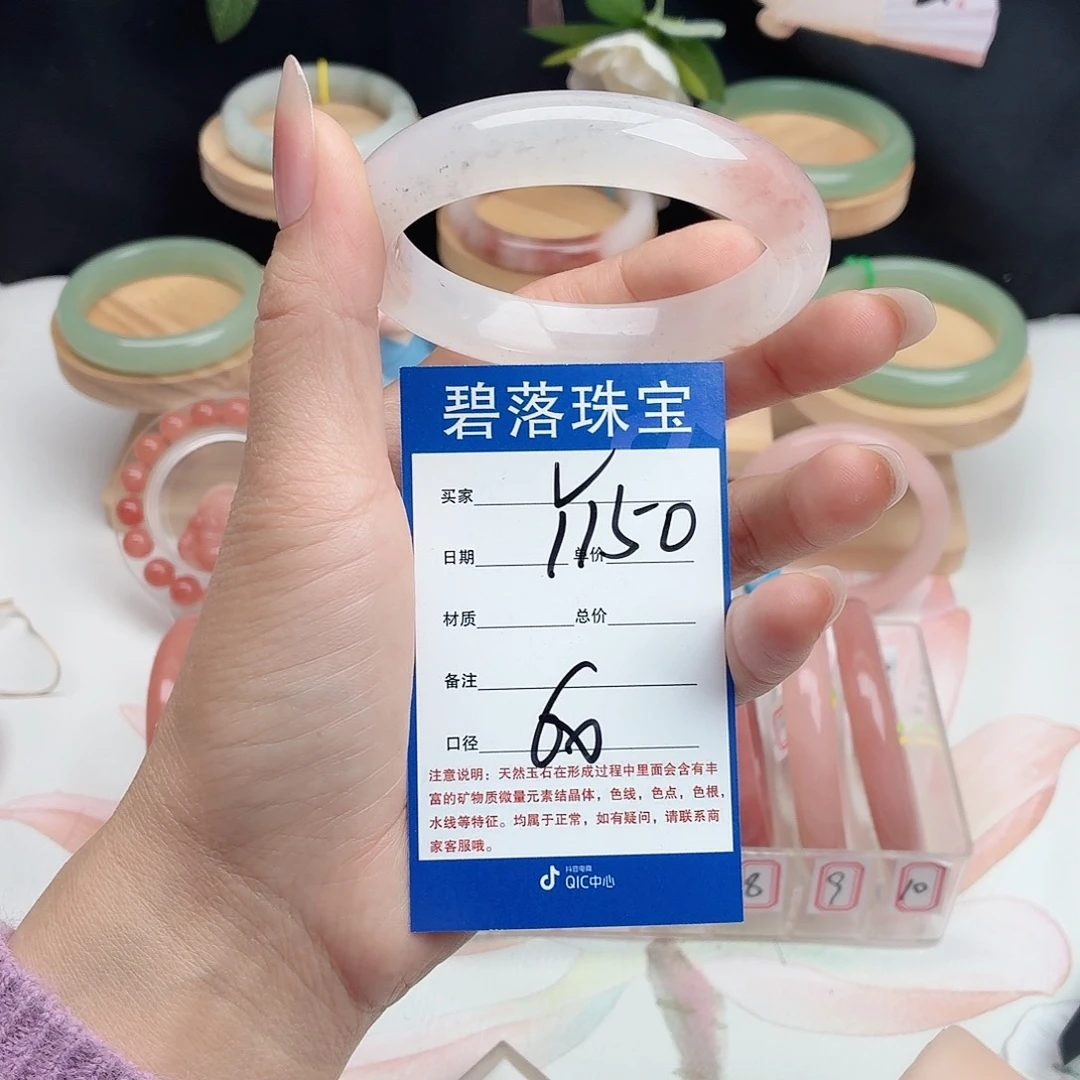 碧落珠宝
买家 V
1150
日期 单价
材质 总价
备注
口径 60
注意说明：天然玉石在形成过程中里面会含有丰
富的矿物质微量元素结晶体，色线，色点，色根，
水线等特征。均属于正常，如有疑问，请联系商
家客服哦。
抖音电商
QIC中心
8 9 10